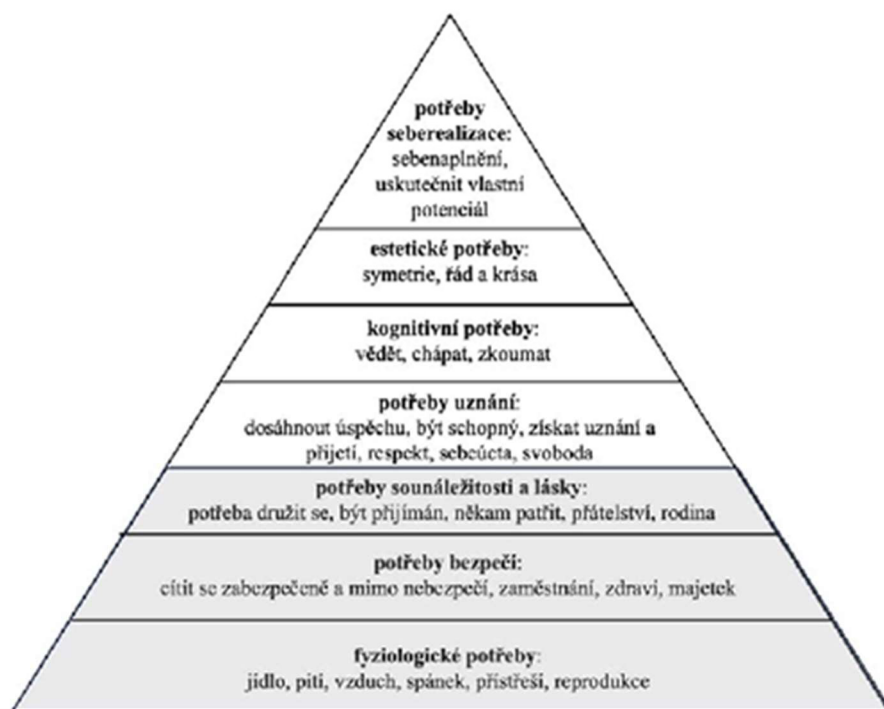 potřeby
seberealizace:
sebenaplnění,
uskutečnit vlastní
potenciál
estetické potřeby:
symetrie, řád a krása
kognitivní potřeby:
vědět, chápat, zkoumat
potřeby uznání:
dosáhnout úspěchu, být schopný, získat uznání a
přijetí, respekt, sebeúcta, svoboda
potřeby sounáležitosti a lásky:
potřeba družit se, být přijímán, někam patřit, přátelství, rodina
potřeby bezpečí:
cítit se zabezpečeně a mimo nebezpečí, zaměstnání, zdraví, majetek
fyziologické potřeby:
jídlo, pití, vzduch, spánek, přístřeší, reprodukce